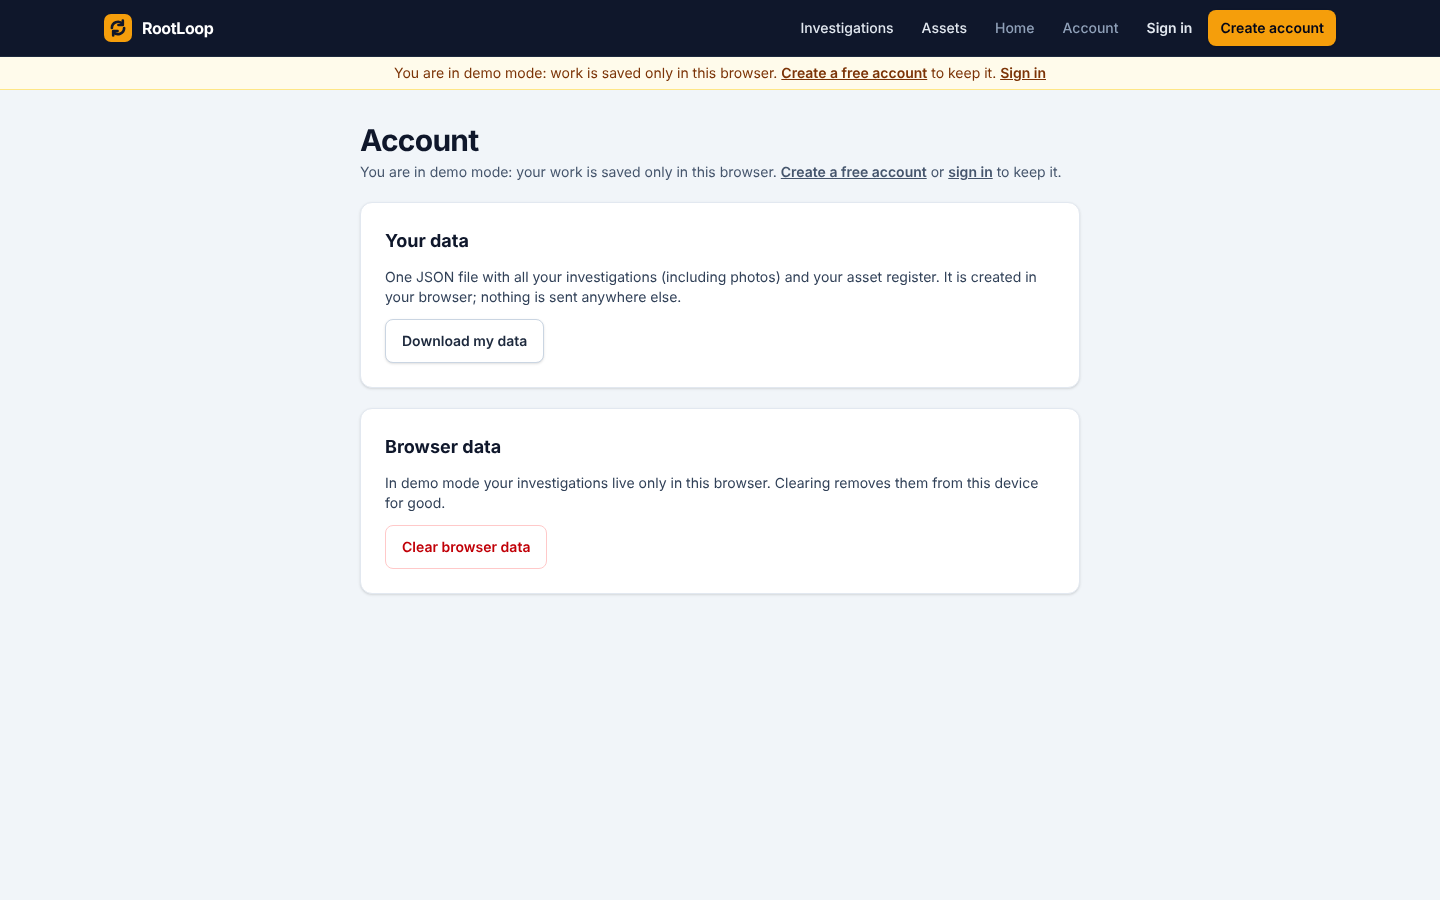 RootLoop
Investigations
Assets
Home
Account
Sign in
Create account
You are in demo mode: work is saved only in this browser. Create a free account to keep it. Sign in
Account
You are in demo mode: your work is saved only in this browser. Create a free account or sign in to keep it.
Your data
One JSON file with all your investigations (including photos) and your asset register. It is created in
your browser; nothing is sent anywhere else.
Download my data
Browser data
In demo mode your investigations live only in this browser. Clearing removes them from this device
for good.
Clear browser data